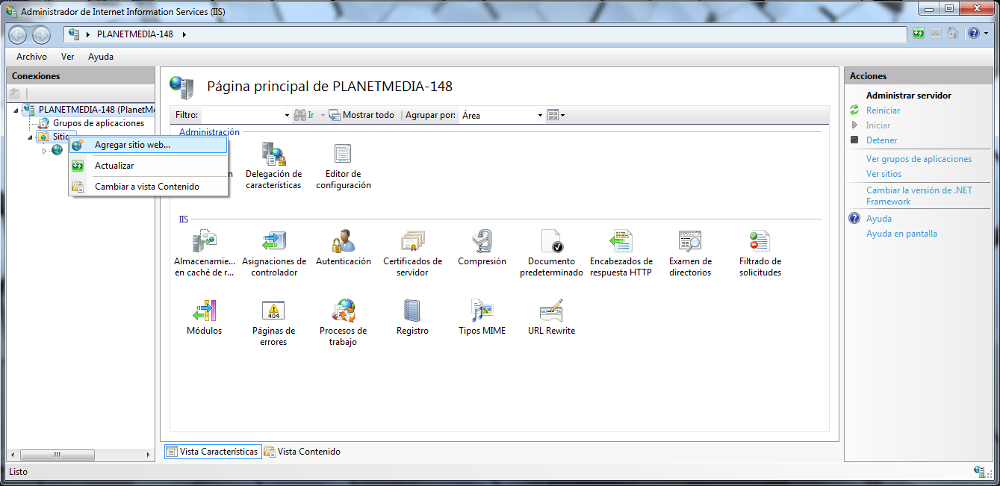 Administrador de Internet Information Services (IIS)
PLANETMEDIA-148
Archivo Ver Ayuda
Conexiones
PLANETMEDIA-148 (PlanetMe
Grupos de aplicaciones
Sitio
Agregar sitio web...
Actualizar
Cambiar a vista Contenido
Página principal de PLANETMEDIA-148
Filtro: Ir Mostrar todo Agrupar por: Área
Administración
n
Delegación de
características
Editor de
configuración
IIS
Almacenamie...
en caché de r...
Asignaciones de
controlador
Autenticación
Certificados de
servidor
Compresión
Documento
predeterminado
Encabezados de
respuesta HTTP
Examen de
directorios
Filtrado de
solicitudes
Módulos
404
Páginas de
errores
Procesos de
trabajo
Registro
Tipos MIME
URL Rewrite
Vista Características Vista Contenido
Acciones
Administrar servidor
Reiniciar
Iniciar
Detener
Ver grupos de aplicaciones
Ver sitios
Cambiar la versión de .NET
Framework
Ayuda
Ayuda en pantalla
Listo